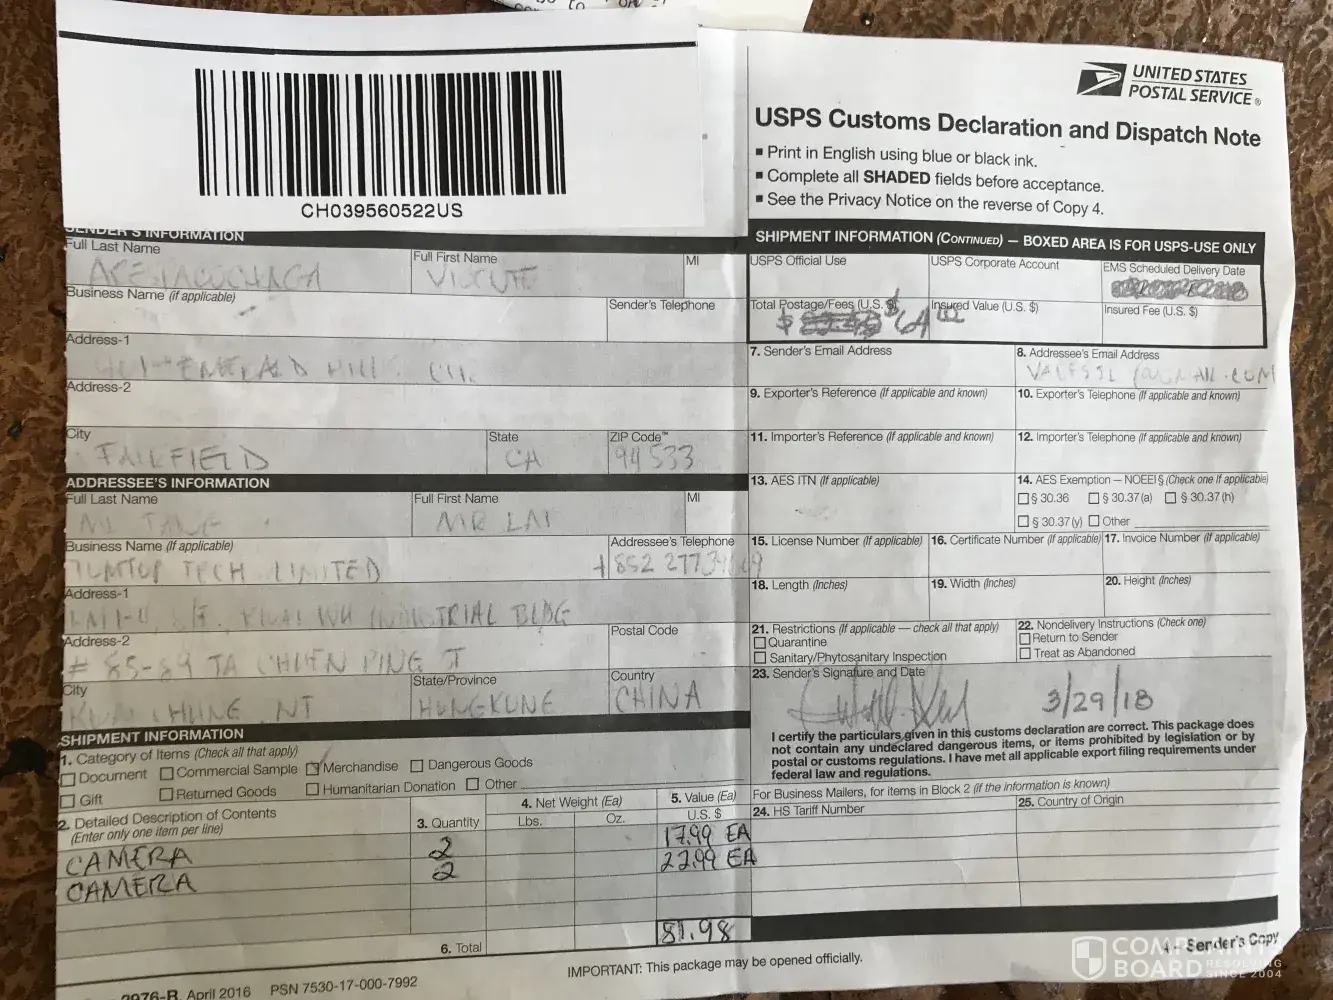 CH039560522US
UNITED STATES
POSTAL SERVICE®
USPS Customs Declaration and Dispatch Note
▪ Print in English using blue or black ink.
▪ Complete all SHADED fields before acceptance.
▪ See the Privacy Notice on the reverse of Copy 4.
SENDER'S INFORMATION
Full Last Name
Full First Name
MI
Business Name (if applicable)
Sender's Telephone
Address-1
EMERALD HILL
Address-2
City
State
ZIP Code™
FAIRFIELD
CA
94533
ADDRESSEE'S INFORMATION
Full Last Name
Full First Name
MI
MR LAI
Business Name (If applicable)
Addressee's Telephone
TECH LIMITED
+852
Address-1
BLDG
Address-2
Postal Code
# 85-89 TA
City
State/Province
Country
NT
CHINA
SHIPMENT INFORMATION
1. Category of Items (Check all that apply)
Document
Commercial Sample
Merchandise
Dangerous Goods
Gift
Returned Goods
Humanitarian Donation
Other
2. Detailed Description of Contents
(Enter only one item per line)
3. Quantity
4. Net Weight (Ea)
Lbs.
Oz.
5. Value (Ea)
U.S. $
CAMERA 2 17.99 EA
CAMERA 2 22.99 EA
6. Total
81.98
SHIPMENT INFORMATION (CONTINUED) — BOXED AREA IS FOR USPS-USE ONLY
USPS Official Use
USPS Corporate Account
EMS Scheduled Delivery Date
Total Postage/Fees (U.S. $)
Insured Value (U.S. $)
Insured Fee (U.S. $)
7. Sender's Email Address
8. Addressee's Email Address
9. Exporter's Reference (If applicable and known)
10. Exporter's Telephone (If applicable and known)
11. Importer's Reference (If applicable and known)
12. Importer's Telephone (If applicable and known)
13. AES ITN (If applicable)
14. AES Exemption — NOEEI § (Check one If applicable)
§ 30.36
§ 30.37(a)
§ 30.37(h)
§ 30.37(y)
Other
15. License Number (If applicable)
16. Certificate Number (If applicable)
17. Invoice Number (If applicable)
18. Length (Inches)
19. Width (Inches)
20. Height (Inches)
21. Restrictions (If applicable — check all that apply)
Quarantine
Sanitary/Phytosanitary Inspection
22. Nondelivery Instructions (Check one)
Return to Sender
Treat as Abandoned
23. Sender's Signature and Date
3/29/18
I certify the particulars given in this customs declaration are correct. This package does
not contain any undeclared dangerous items, or items prohibited by legislation or by
postal or customs regulations. I have met all applicable export filing requirements under
federal law and regulations.
For Business Mailers, for items in Block 2 (if the information is known)
24. HS Tariff Number
25. Country of Origin
4 - Sender's Copy
IMPORTANT: This package may be opened officially.
2976-R, April 2016 PSN 7530-17-000-7992
COMPLAINTS
BOARD RESOLVING
SINCE 2004